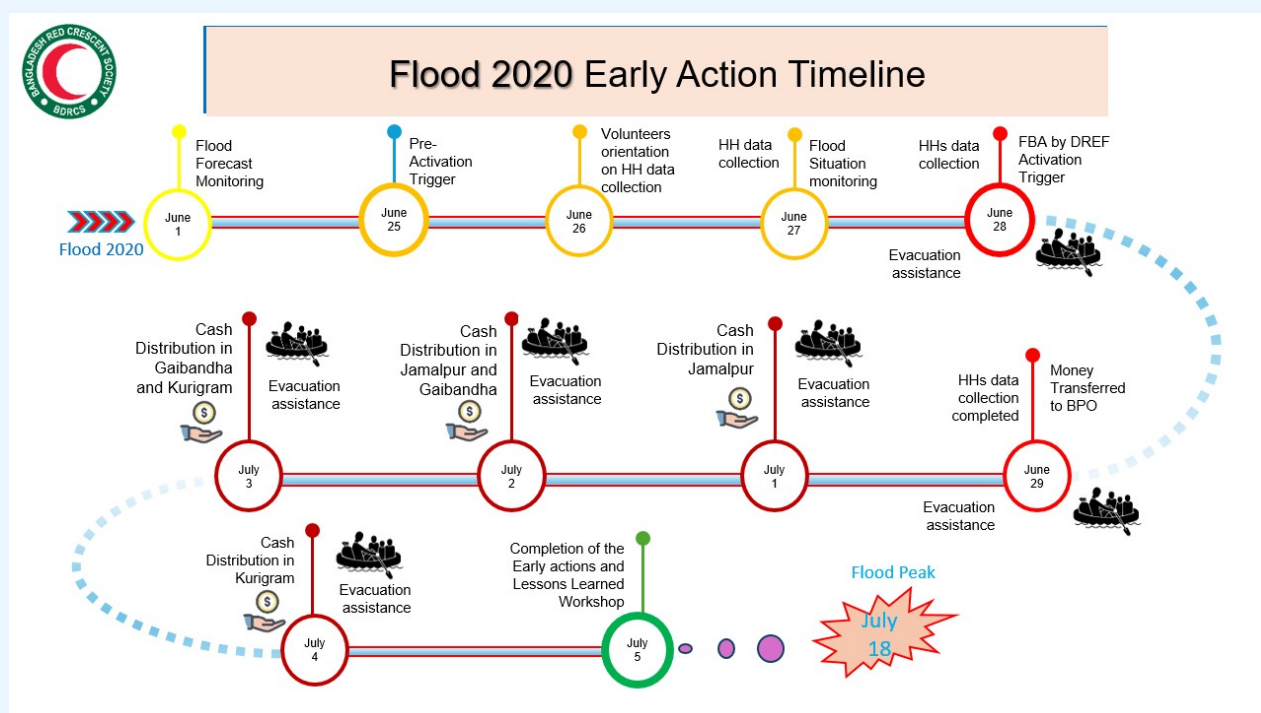 BANGLADESH RED CRESCENT SOCIETY
BDRCS
Flood 2020 Early Action Timeline
Flood
Forecast
Monitoring
June
1
Flood 2020
Pre-
Activation
Trigger
June
25
Volunteers
orientation
on HH data
collection
June
26
HH data
collection
Flood
Situation
monitoring
June
27
HHs data
collection
FBA by DREF
Activation
Trigger
June
28
Evacuation
assistance
HHs data
collection
completed
Money
Transferred
to BPO
June
29
Evacuation
assistance
Cash
Distribution in
Jamalpur
$
Evacuation
assistance
July
1
Cash
Distribution in
Jamalpur and
Gaibandha
$
Evacuation
assistance
July
2
Cash
Distribution in
Gaibandha
and Kurigram
$
Evacuation
assistance
July
3
Cash
Distribution in
Kurigram
$
Evacuation
assistance
July
4
Completion of the
Early actions and
Lessons Learned
Workshop
July
5
Flood Peak
July
18